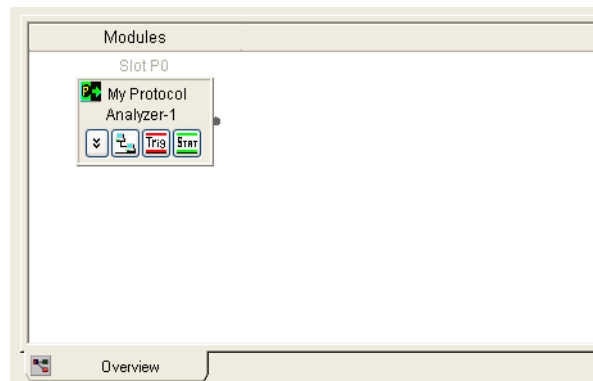 Modules
Slot P0
P My Protocol
Analyzer-1
Trig STAT
Overview